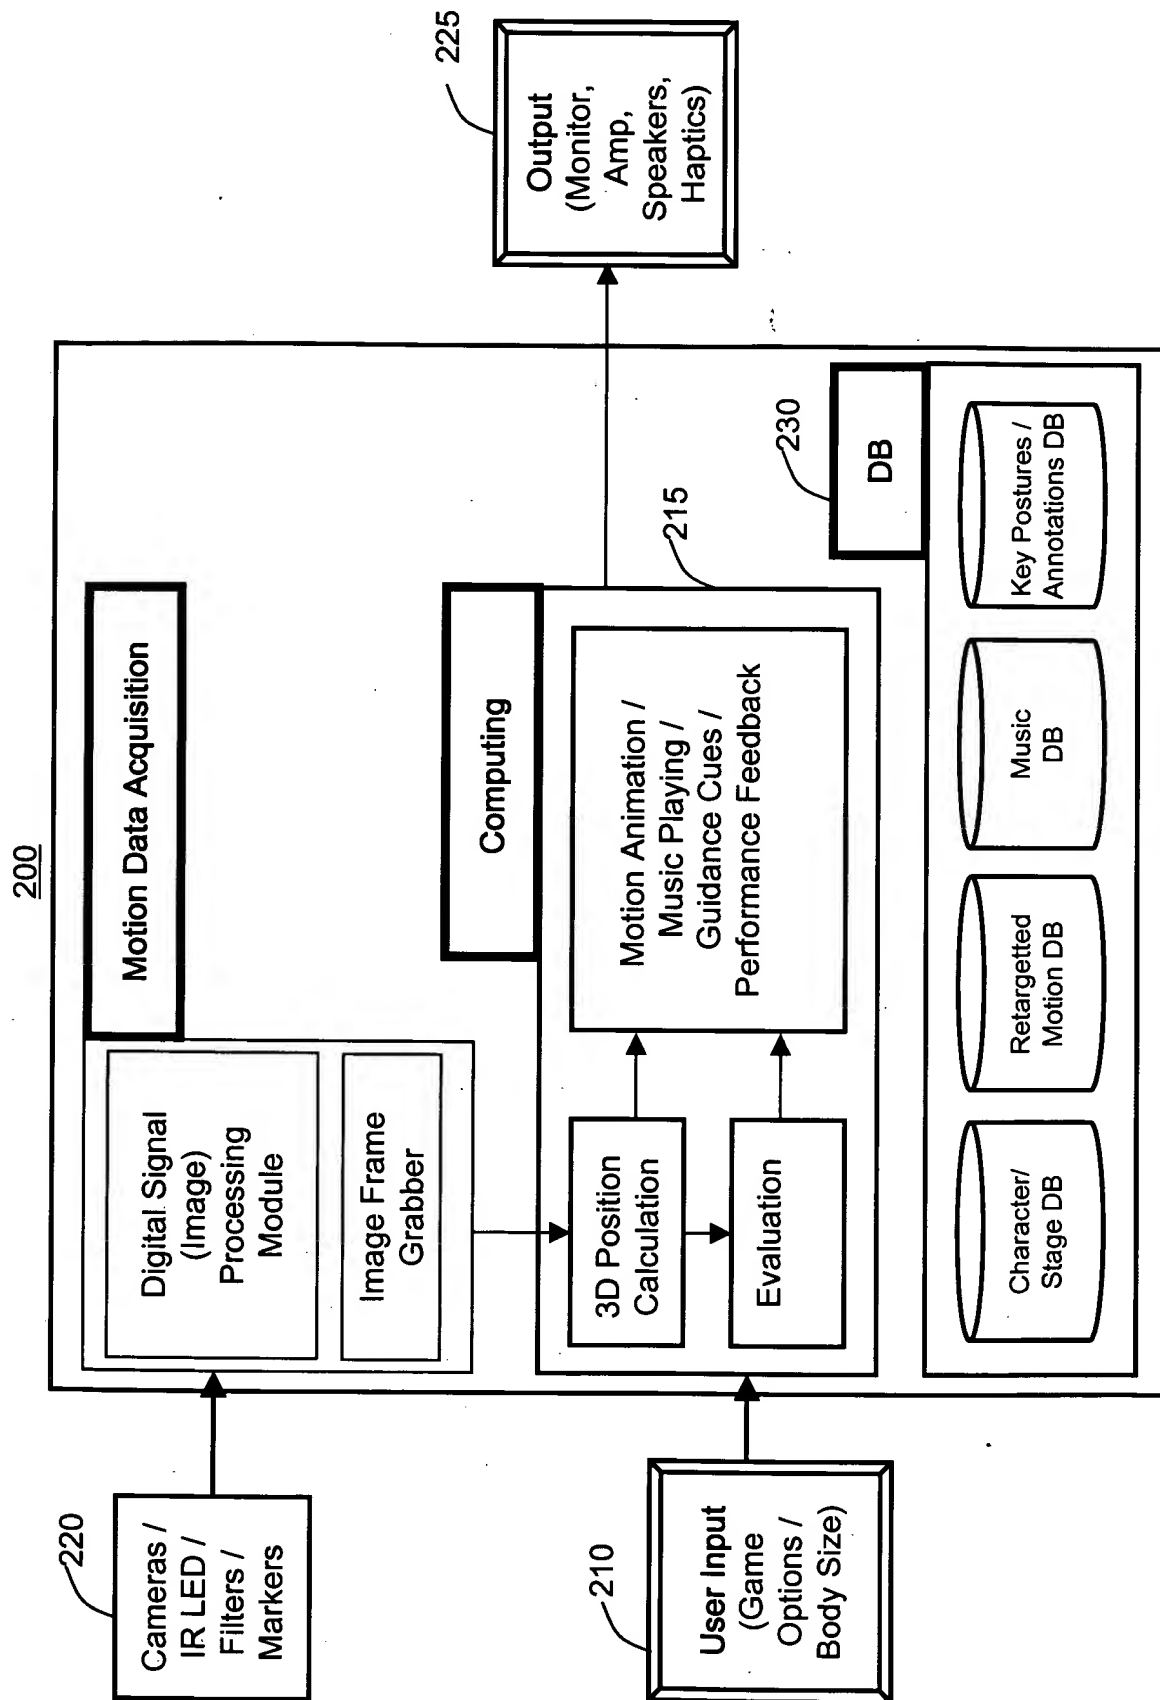 200
220
Cameras /
IR LED /
Filters /
Markers
210
User Input
(Game
Options /
Body Size)
Motion Data Acquisition
Digital Signal
(Image)
Processing
Module
Image Frame
Grabber
Computing
215
3D Position
Calculation
Evaluation
Motion Animation /
Music Playing /
Guidance Cues /
Performance Feedback
225
Output
(Monitor,
Amp,
Speakers,
Haptics)
230
DB
Character/
Stage DB
Retargetted
Motion DB
Music
DB
Key Postures /
Annotations DB